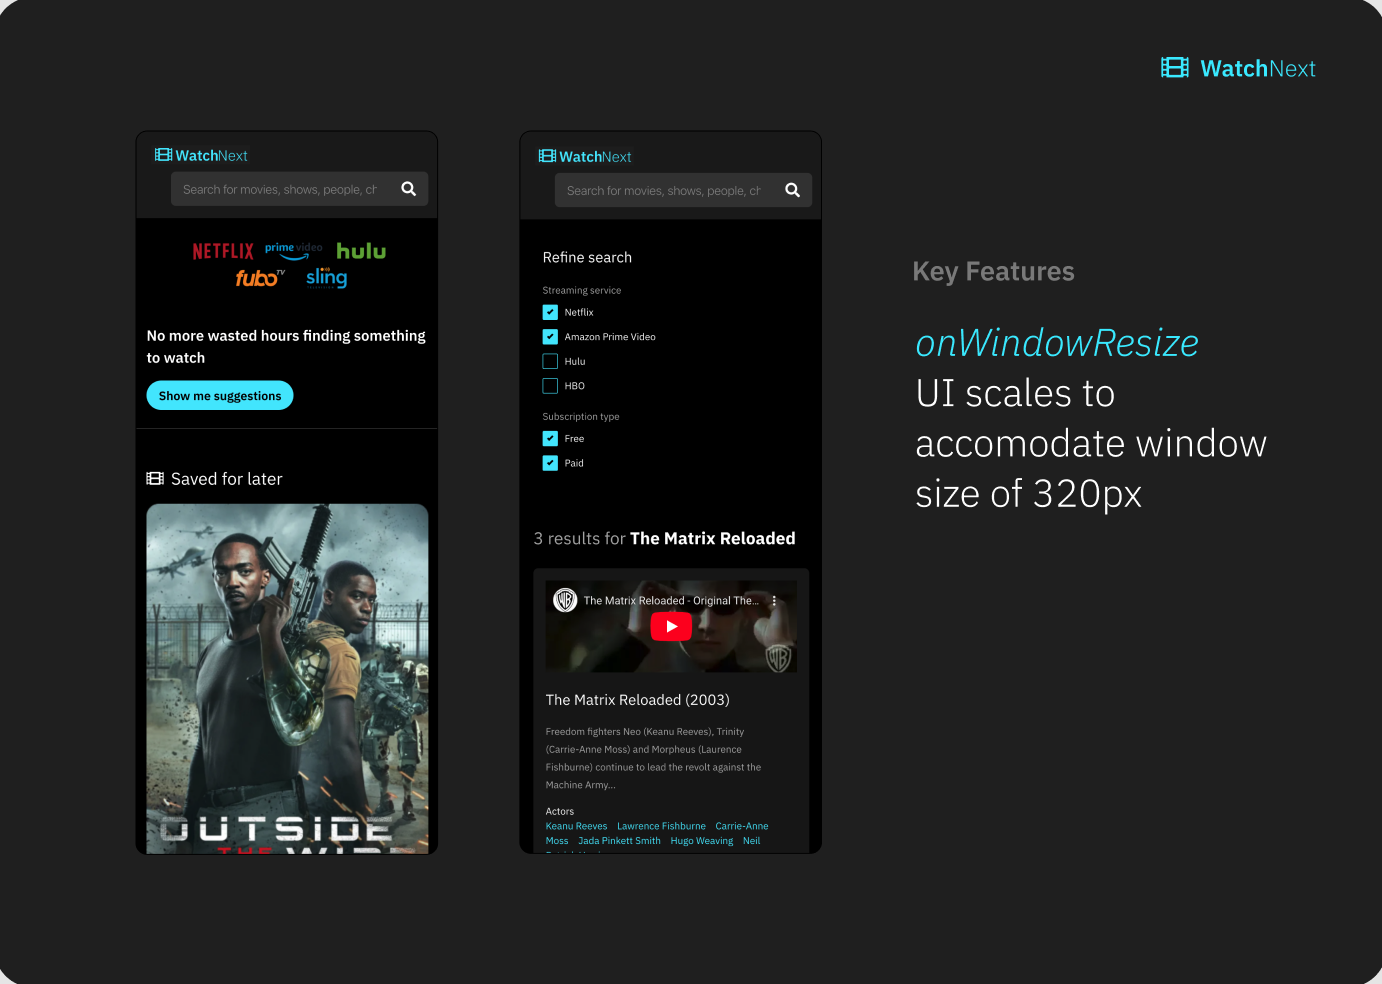 WatchNext
WatchNext
Search for movies, shows, people, ch
NETFLIX prime video hulu
fuboTV sling
No more wasted hours finding something
to watch
Show me suggestions
Saved for later
OUTSIDE
THE WIRE
WatchNext
Search for movies, shows, people, ch
Refine search
Streaming service
Netflix
Amazon Prime Video
Hulu
HBO
Subscription type
Free
Paid
3 results for The Matrix Reloaded
WB The Matrix Reloaded - Original The...
WB
The Matrix Reloaded (2003)
Freedom fighters Neo (Keanu Reeves), Trinity
(Carrie-Anne Moss) and Morpheus (Laurence
Fishburne) continue to lead the revolt against the
Machine Army...
Actors
Keanu Reeves Lawrence Fishburne Carrie-Anne
Moss Jada Pinkett Smith Hugo Weaving Neil
Key Features
onWindowResize
UI scales to
accomodate window
size of 320px